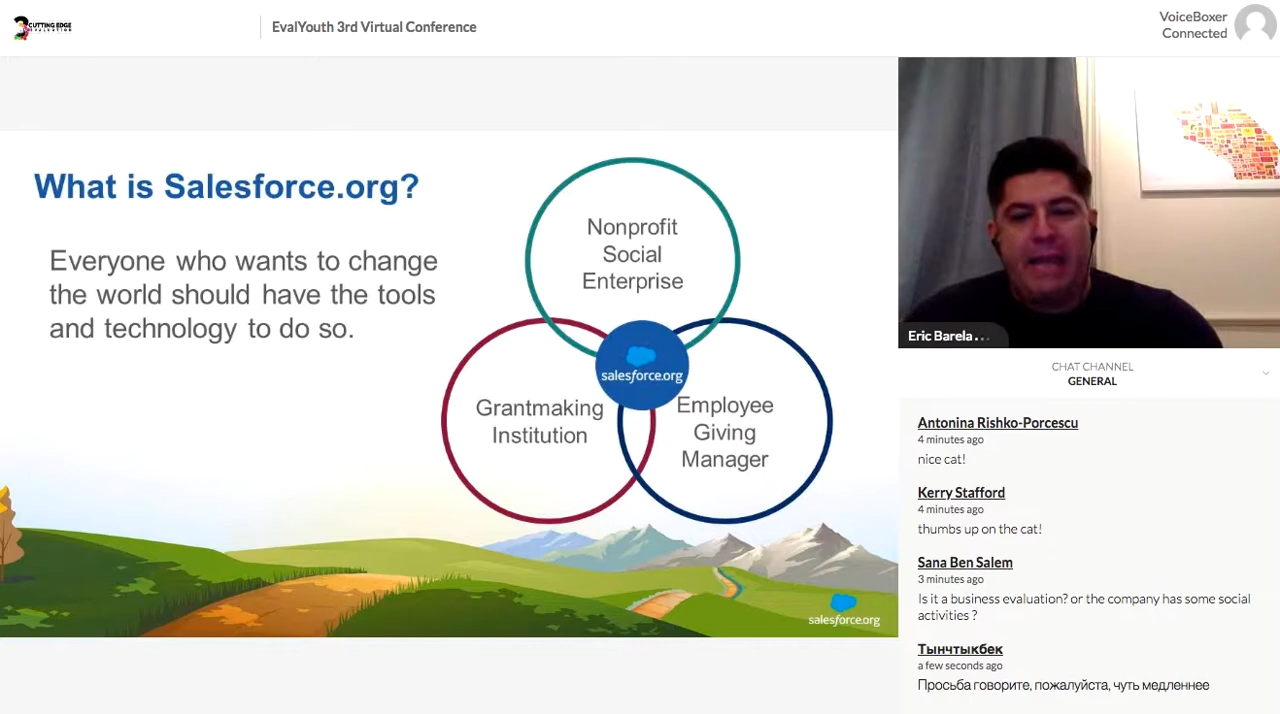 CUTTING EDGE
EvalYouth 3rd Virtual Conference
VoiceBoxer
Connected
What is Salesforce.org?
Everyone who wants to change
the world should have the tools
and technology to do so.
Nonprofit
Social
Enterprise
salesforce.org
Grantmaking
Institution
Employee
Giving
Manager
salesforce.org
Eric Barela ...
CHAT CHANNEL
GENERAL
Antonina Rishko-Porcescu
4 minutes ago
nice cat!
Kerry Stafford
4 minutes ago
thumbs up on the cat!
Sana Ben Salem
3 minutes ago
Is it a business evaluation? or the company has some social
activities ?
Тынчтыкбек
a few seconds ago
Просьба говорите, пожалуйста, чуть медленнее